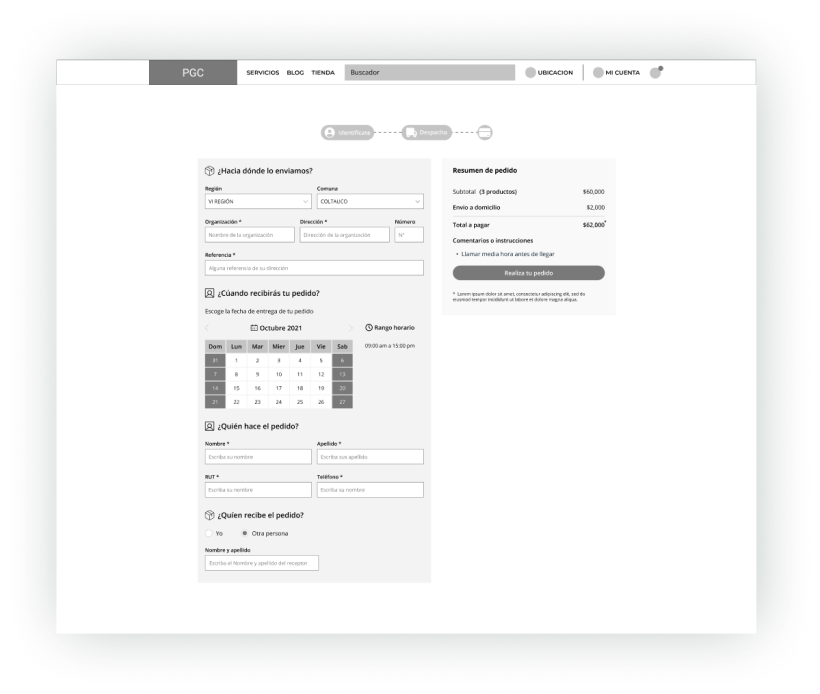 PGC SERVICIOS BLOG TIENDA Buscador UBICACION MI CUENTA
Identificate Despacho
¿Hacia dónde lo enviamos?
Región Comuna
VI REGIÓN COLTAUCO
Organización * Dirección * Número
Nombre de la organización Dirección de la organización N°
Referencia *
Alguna referencia de su dirección
¿Cúando recibirás tu pedido?
Escoge la fecha de entrega de tu pedido
Octubre 2021 Rango horario
Dom Lun Mar Mier Jue Vie Sab 09:00 am a 15:00 pm
31 1 2 3 4 5 6
7 8 9 10 11 12 13
14 15 16 17 18 19 20
21 22 23 24 25 26 27
¿Quién hace el pedido?
Nombre * Apellido *
Escriba su nombre Escriba sus apellido
RUT * Teléfono *
Escriba su nombre Escriba su nombre
¿Quíen recibe el pedido?
Yo Otra persona
Nombre y apellido
Escriba el Nombre y apellido del receptor
Resumen de pedido
Subtotal (3 productos) $60,000
Envio a domicilio $2,000
Total a pagar $62,000*
Comentarios o instrucciones
• Llamar media hora antes de llegar
Realiza tu pedido
* Lorem ipsum dolor sit amet, consectetur adipiscing elit, sed do
eiusmod tempor incididunt ut labore et dolore magna aliqua.